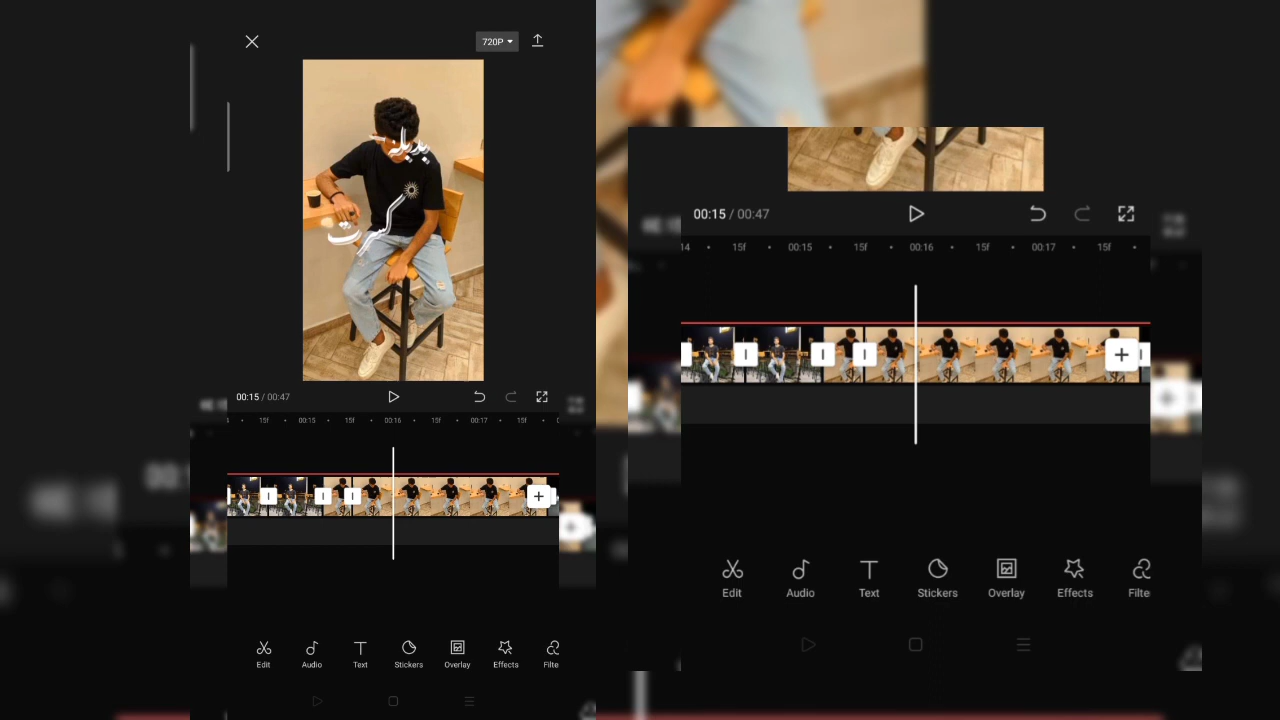 720P
00:15 / 00:47
15f 00:15 15f 00:16 15f 00:17 15f
Edit Audio Text Stickers Overlay Effects Filte
00:15 / 00:47
14 15f 00:15 15f 00:16 15f 00:17 15f
Edit Audio Text Stickers Overlay Effects Filte